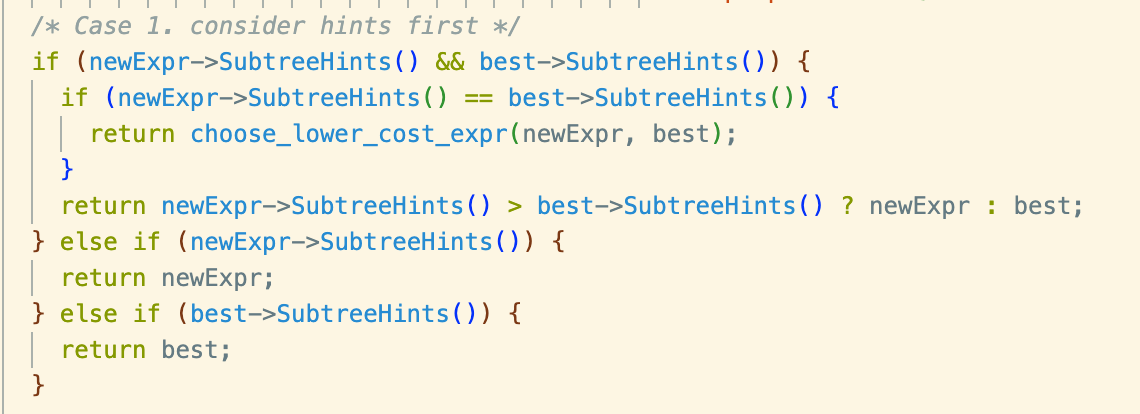 /* Case 1. consider hints first */
if (newExpr->SubtreeHints() && best->SubtreeHints()) {
  if (newExpr->SubtreeHints() == best->SubtreeHints()) {
    return choose_lower_cost_expr(newExpr, best);
  }
  return newExpr->SubtreeHints() > best->SubtreeHints() ? newExpr : best;
} else if (newExpr->SubtreeHints()) {
  return newExpr;
} else if (best->SubtreeHints()) {
  return best;
}